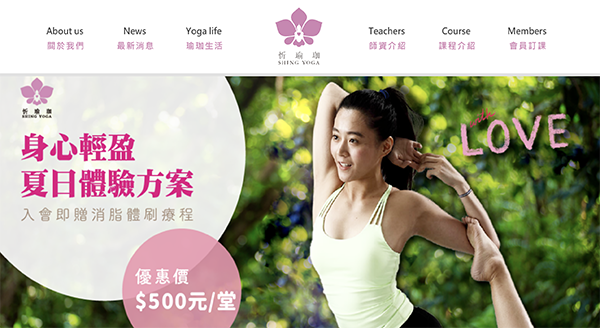 About us
關於我們
News
最新消息
Yoga life
瑜珈生活
忻瑜珈
SHING YOGA
Teachers
師資介紹
Course
課程介紹
Members
會員訂課
忻瑜珈
SHING YOGA
身心輕盈
夏日體驗方案
入會即贈消脂體刷療程
優惠價
$500元/堂
LOVE